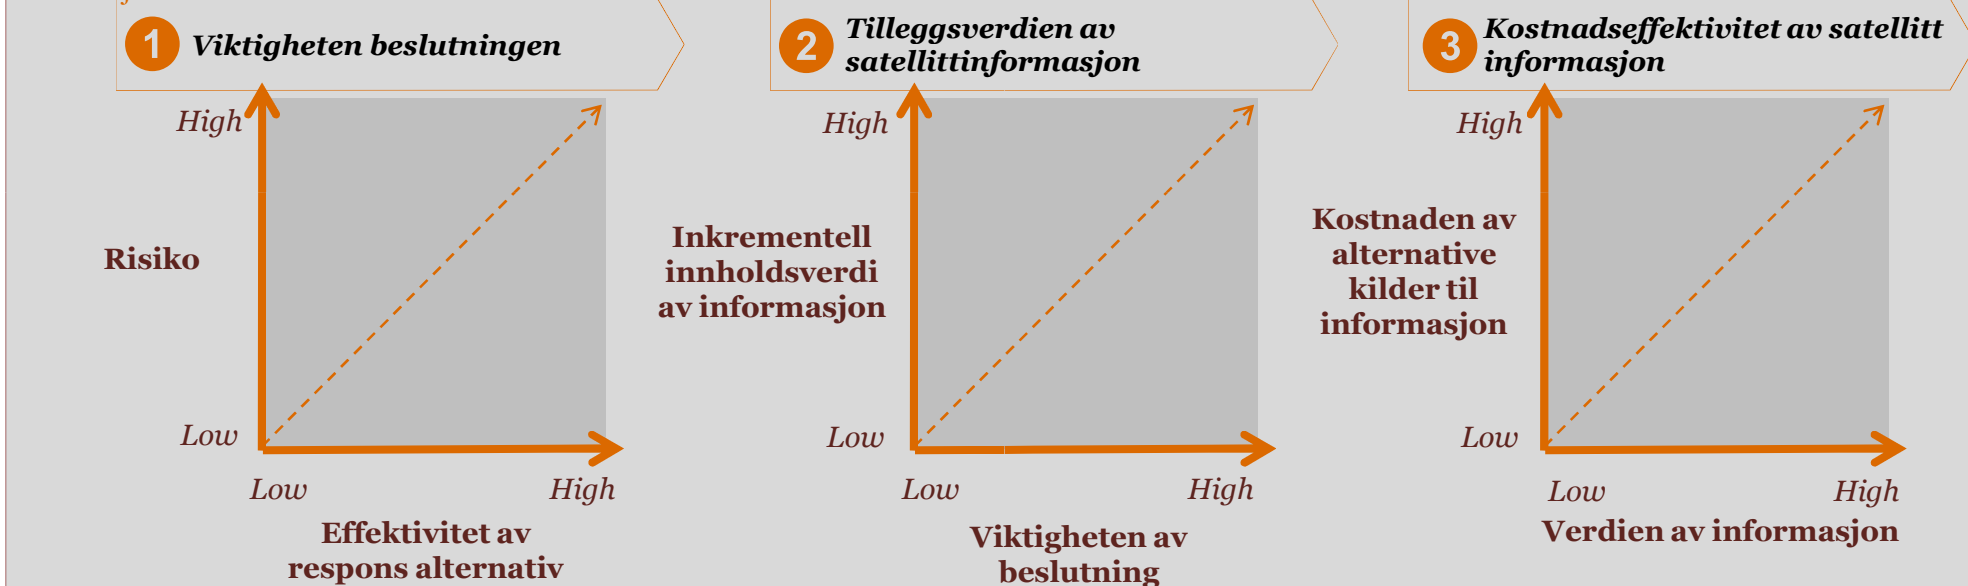 1 Viktigheten beslutningen
High
Risiko
Low
Low High
Effektivitet av
respons alternativ
2 Tilleggsverdien av
satellittinformasjon
High
Inkrementell
innholdsverdi
av informasjon
Low
Low High
Viktigheten av
beslutning
3 Kostnadseffektivitet av satellitt
informasjon
High
Kostnaden av
alternative
kilder til
informasjon
Low
Low High
Verdien av informasjon